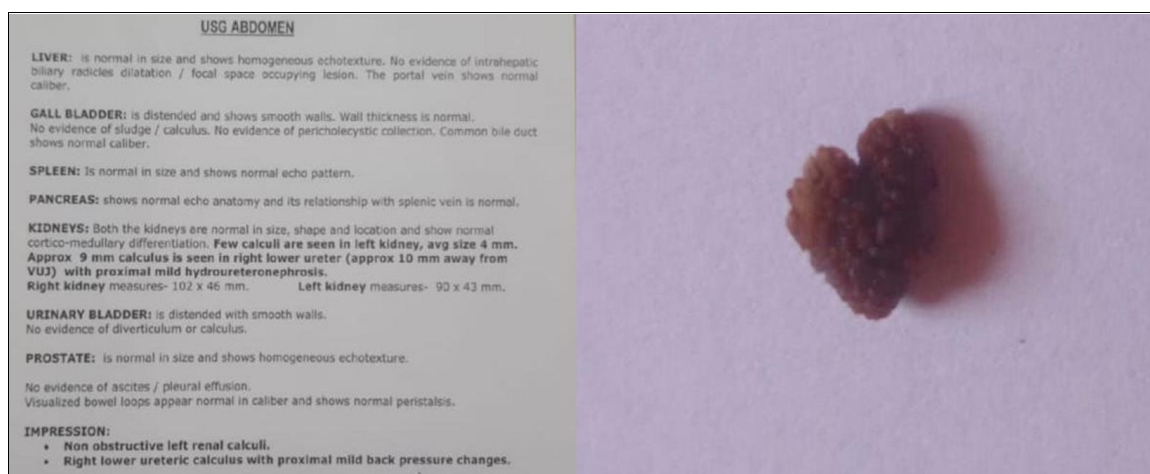 USG ABDOMEN
LIVER: is normal in size and shows homogeneous echotexture. No evidence of intrahepatic
biliary radicles dilatation / focal space occupying lesion. The portal vein shows normal
caliber.
GALL BLADDER: is distended and shows smooth walls. Wall thickness is normal.
No evidence of sludge / calculus. No evidence of pericholecystic collection. Common bile duct
shows normal caliber.
SPLEEN: Is normal in size and shows normal echo pattern.
PANCREAS: shows normal echo anatomy and its relationship with splenic vein is normal.
KIDNEYS: Both the kidneys are normal in size, shape and location and show normal
cortico-medullary differentiation. Few calculi are seen in left kidney, avg size 4 mm.
Approx 9 mm calculus is seen in right lower ureter (approx 10 mm away from
VUJ) with proximal mild hydroureteronephrosis.
Right kidney measures- 102 x 46 mm. Left kidney measures- 90 x 43 mm.
URINARY BLADDER: is distended with smooth walls.
No evidence of diverticulum or calculus.
PROSTATE: is normal in size and shows homogeneous echotexture.
No evidence of ascites / pleural effusion.
Visualized bowel loops appear normal in caliber and shows normal peristalsis.
IMPRESSION:
• Non obstructive left renal calculi.
• Right lower ureteric calculus with proximal mild back pressure changes.